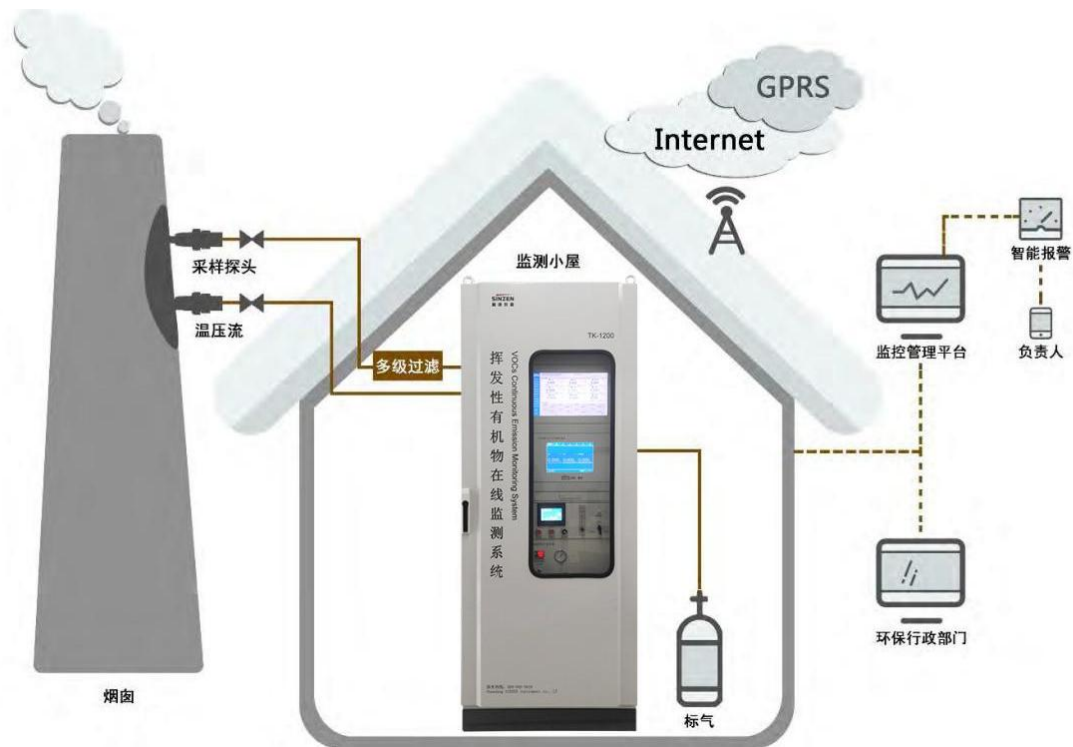 GPRS
Internet
采样探头
温压流
多级过滤
监测小屋
SINZEN
TK-1200
挥发性有机物在线监测系统
VOCs Continuous Emission Monitoring System
智能报警
监控管理平台
负责人
环保行政部门
标气
烟囱